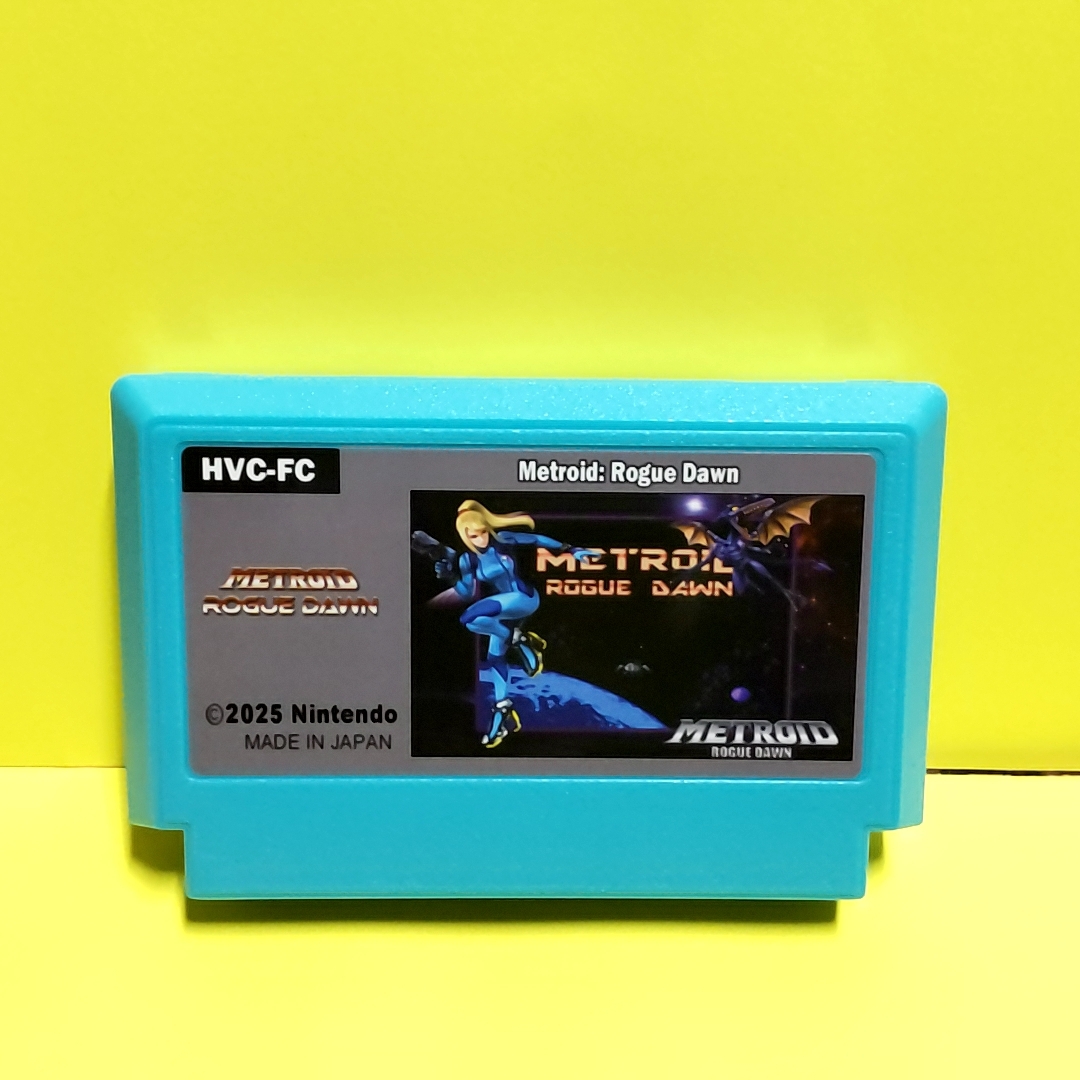 HVC-FC
Metroid: Rogue Dawn
METROID
ROGUE DAWN
©2025 Nintendo
MADE IN JAPAN
METROID
ROGUE DAWN
METROID
ROGUE DAWN